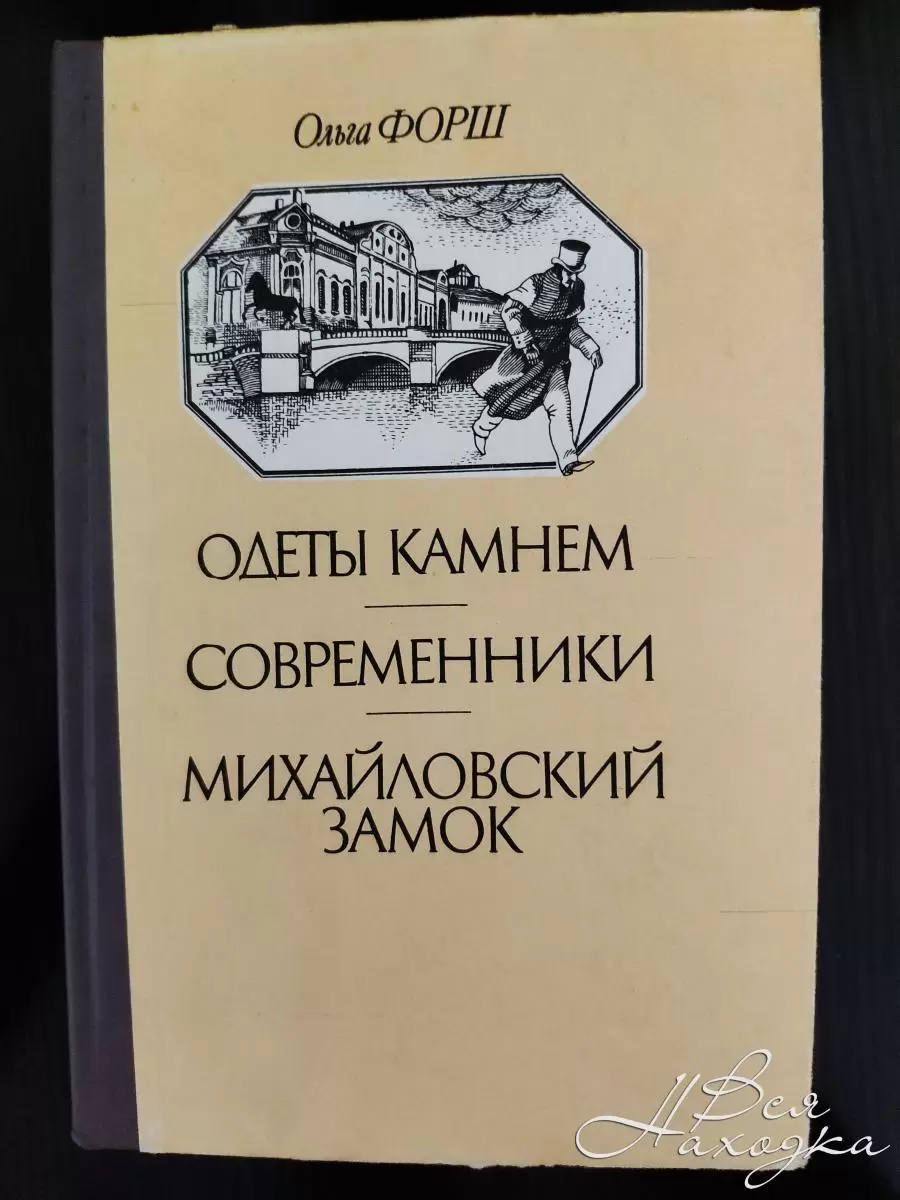 Ольга ФОРШ
ОДЕТЫ КАМНЕМ
СОВРЕМЕННИКИ
МИХАЙЛОВСКИЙ
ЗАМОК
Вся
Находка